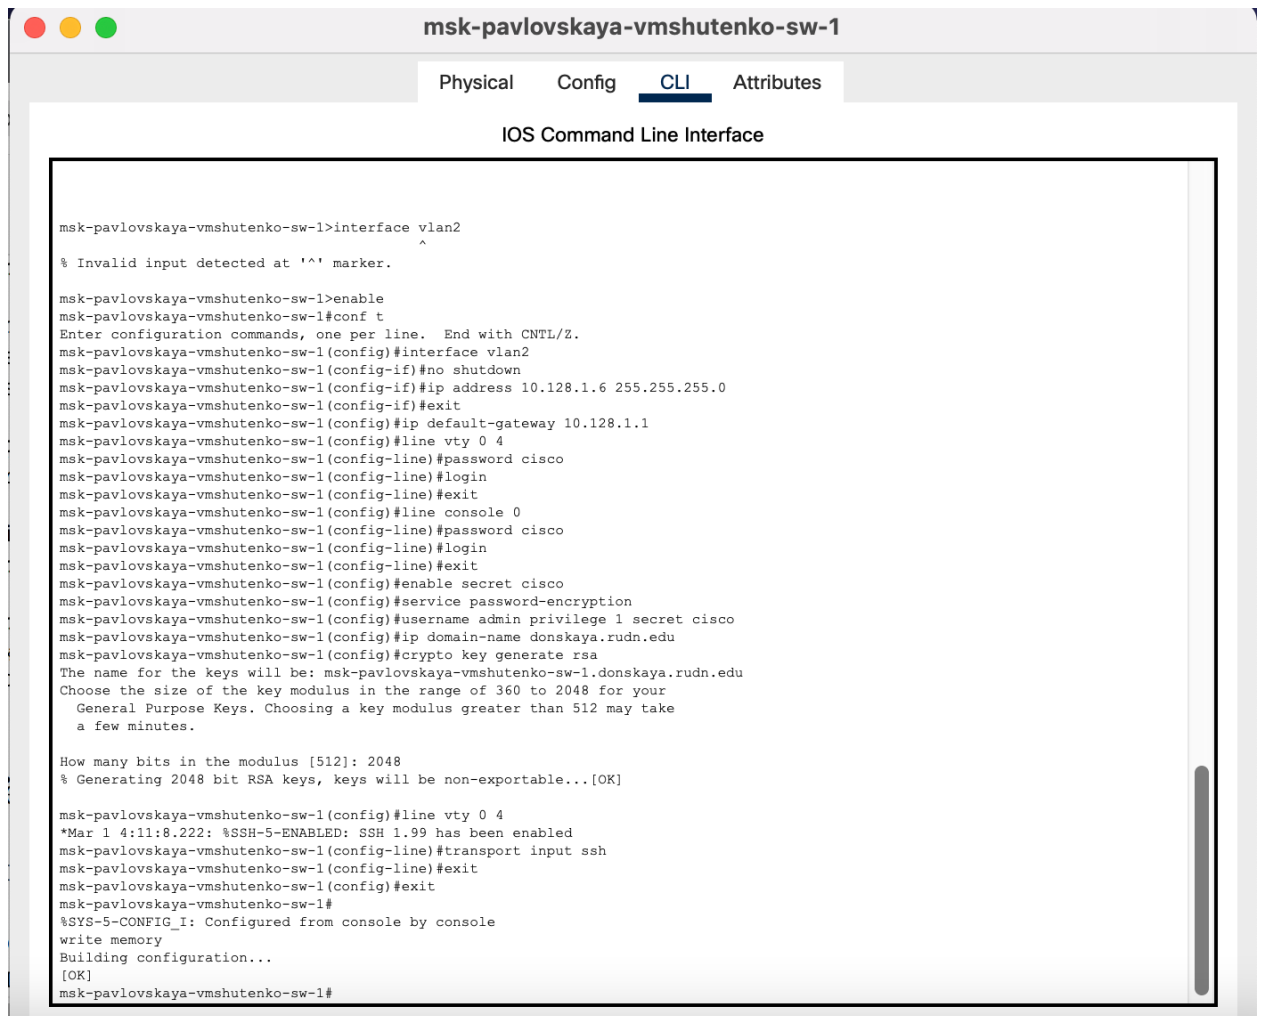 msk-pavlovskaya-vmshutenko-sw-1
Physical Config CLI Attributes
IOS Command Line Interface
msk-pavlovskaya-vmshutenko-sw-1>interface vlan2
^
% Invalid input detected at '^' marker.
msk-pavlovskaya-vmshutenko-sw-1>enable
msk-pavlovskaya-vmshutenko-sw-1#conf t
Enter configuration commands, one per line.  End with CNTL/Z.
msk-pavlovskaya-vmshutenko-sw-1(config)#interface vlan2
msk-pavlovskaya-vmshutenko-sw-1(config-if)#no shutdown
msk-pavlovskaya-vmshutenko-sw-1(config-if)#ip address 10.128.1.6 255.255.255.0
msk-pavlovskaya-vmshutenko-sw-1(config-if)#exit
msk-pavlovskaya-vmshutenko-sw-1(config)#ip default-gateway 10.128.1.1
msk-pavlovskaya-vmshutenko-sw-1(config)#line vty 0 4
msk-pavlovskaya-vmshutenko-sw-1(config-line)#password cisco
msk-pavlovskaya-vmshutenko-sw-1(config-line)#login
msk-pavlovskaya-vmshutenko-sw-1(config-line)#exit
msk-pavlovskaya-vmshutenko-sw-1(config)#line console 0
msk-pavlovskaya-vmshutenko-sw-1(config-line)#password cisco
msk-pavlovskaya-vmshutenko-sw-1(config-line)#login
msk-pavlovskaya-vmshutenko-sw-1(config-line)#exit
msk-pavlovskaya-vmshutenko-sw-1(config)#enable secret cisco
msk-pavlovskaya-vmshutenko-sw-1(config)#service password-encryption
msk-pavlovskaya-vmshutenko-sw-1(config)#username admin privilege 1 secret cisco
msk-pavlovskaya-vmshutenko-sw-1(config)#ip domain-name donskaya.rudn.edu
msk-pavlovskaya-vmshutenko-sw-1(config)#crypto key generate rsa
The name for the keys will be: msk-pavlovskaya-vmshutenko-sw-1.donskaya.rudn.edu
Choose the size of the key modulus in the range of 360 to 2048 for your
General Purpose Keys. Choosing a key modulus greater than 512 may take
a few minutes.
How many bits in the modulus [512]: 2048
% Generating 2048 bit RSA keys, keys will be non-exportable...[OK]
msk-pavlovskaya-vmshutenko-sw-1(config)#line vty 0 4
*Mar 1 4:11:8.222: %SSH-5-ENABLED: SSH 1.99 has been enabled
msk-pavlovskaya-vmshutenko-sw-1(config-line)#transport input ssh
msk-pavlovskaya-vmshutenko-sw-1(config-line)#exit
msk-pavlovskaya-vmshutenko-sw-1(config)#exit
msk-pavlovskaya-vmshutenko-sw-1#
%SYS-5-CONFIG_I: Configured from console by console
write memory
Building configuration...
[OK]
msk-pavlovskaya-vmshutenko-sw-1#